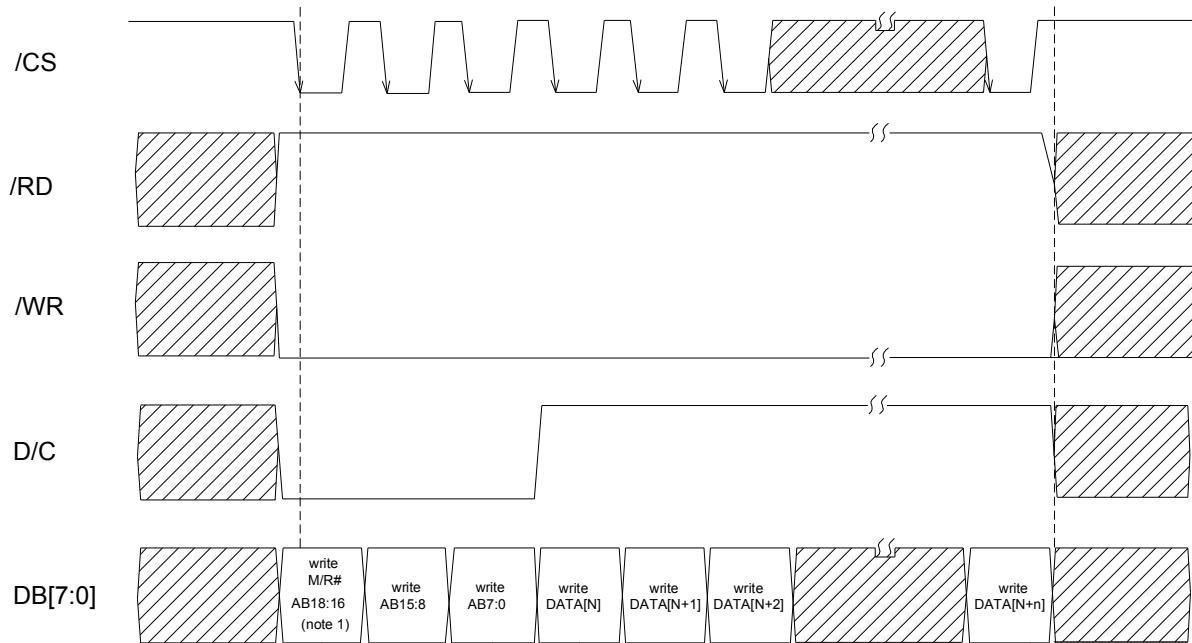 /CS
/RD
/WR
D/C
DB[7:0]
write
M/R#
AB18:16
(note 1)
write
AB15:8
write
AB7:0
write
DATA[N]
write
DATA[N+1]
write
DATA[N+2]
write
DATA[N+n]